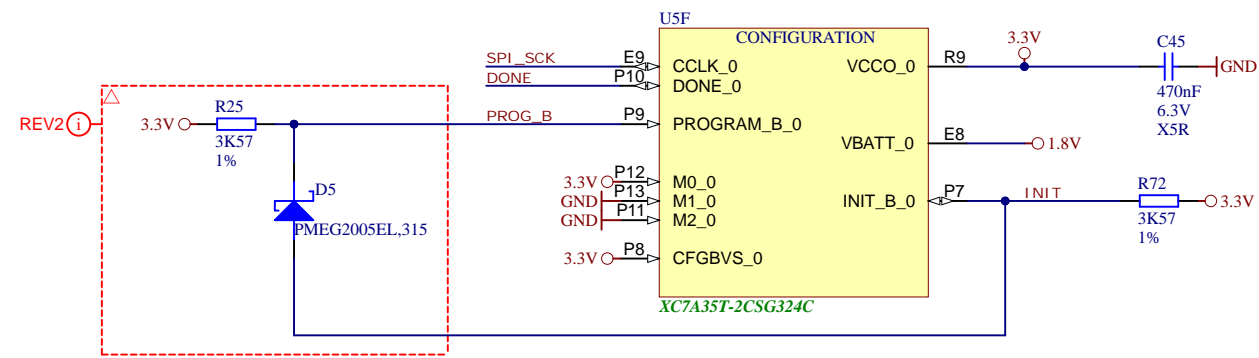 U5F
CONFIGURATION
SPI_SCK E9 CCLK_0
DONE P10 DONE_0
VCCO_0 R9 3.3V C45 GND
470nF
6.3V
X5R
REV2 i
3.3V R25
3K57
1%
PROG_B P9 PROGRAM_B_0
VBATT_0 E8 1.8V
D5
PMEG2005EL,315
3.3V P12 M0_0
GND P13 M1_0
GND P11 M2_0
INIT_B_0 P7 INIT R72 3.3V
3K57
1%
3.3V P8 CFGBVS_0
XC7A35T-2CSG324C